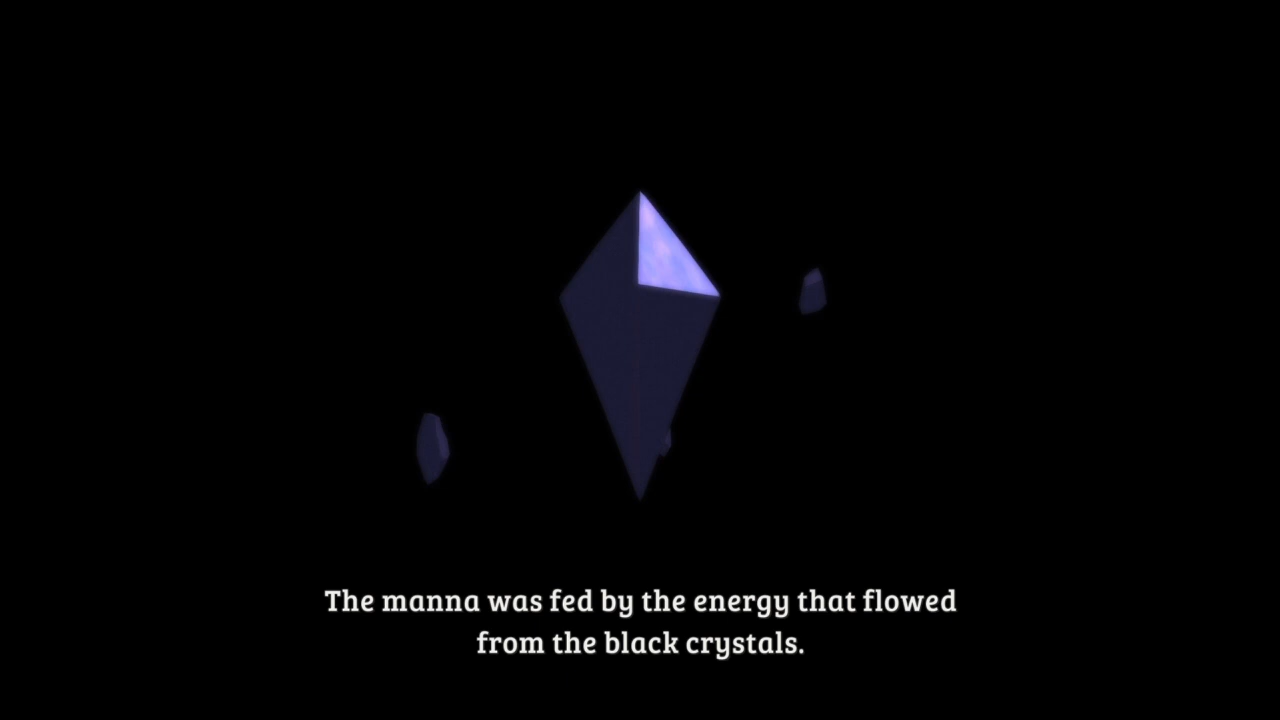 The manna was fed by the energy that flowed
from the black crystals.